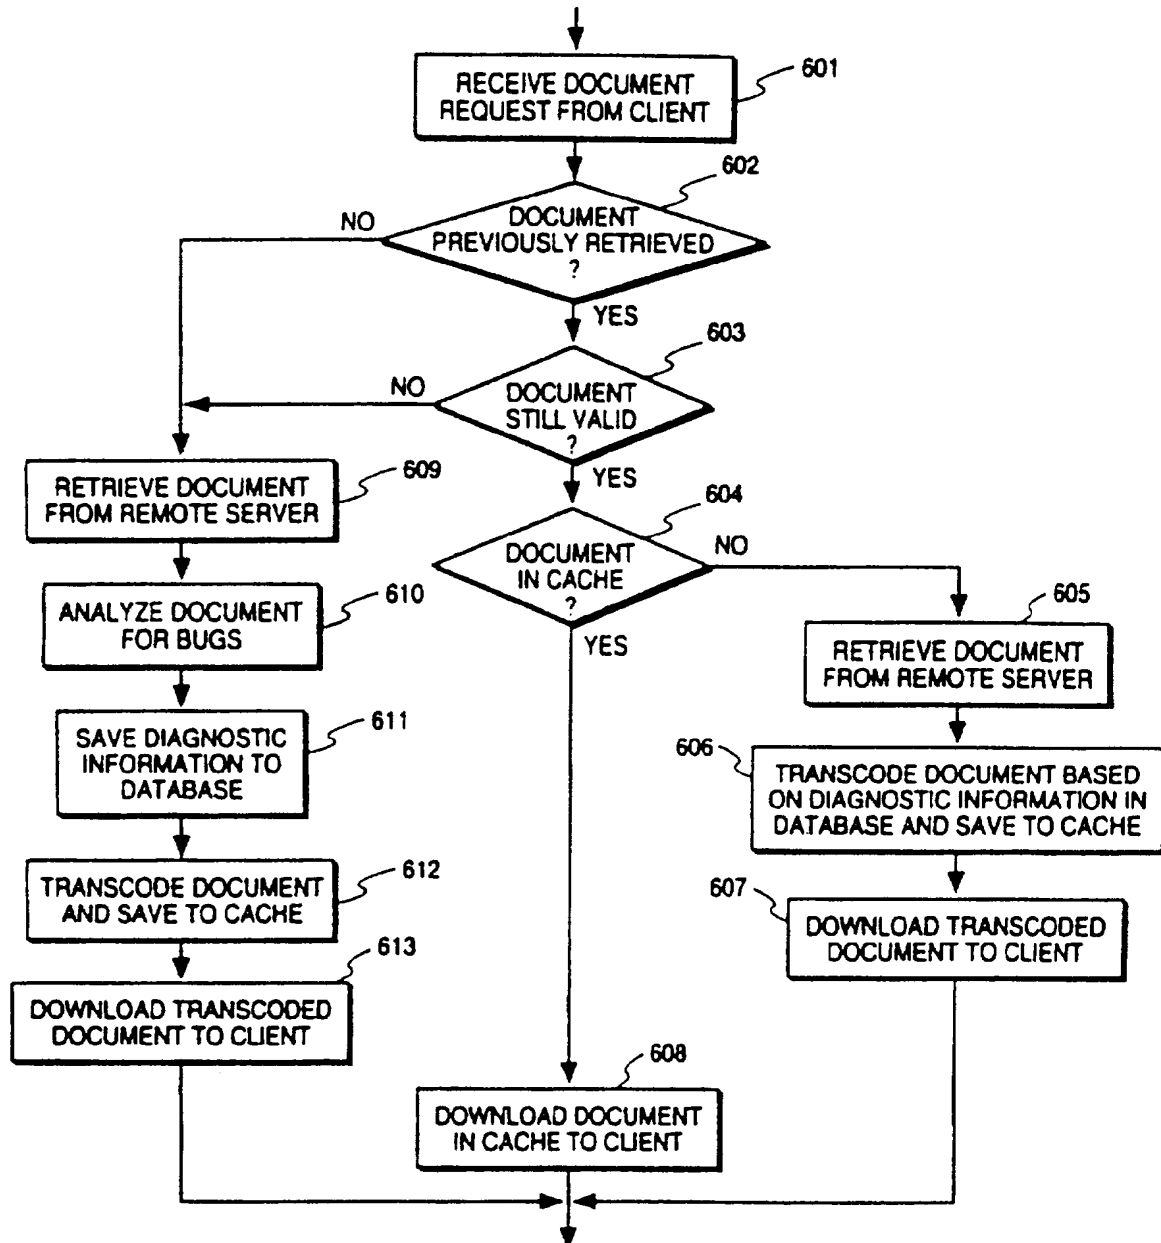 RECEIVE DOCUMENT
REQUEST FROM CLIENT
601
602
DOCUMENT
PREVIOUSLY RETRIEVED
?
NO
YES
603
DOCUMENT
STILL VALID
?
NO
YES
604
DOCUMENT
IN CACHE
?
NO
YES
609
RETRIEVE DOCUMENT
FROM REMOTE SERVER
610
ANALYZE DOCUMENT
FOR BUGS
611
SAVE DIAGNOSTIC
INFORMATION TO
DATABASE
612
TRANSCODE DOCUMENT
AND SAVE TO CACHE
613
DOWNLOAD TRANSCODED
DOCUMENT TO CLIENT
605
RETRIEVE DOCUMENT
FROM REMOTE SERVER
606
TRANSCODE DOCUMENT BASED
ON DIAGNOSTIC INFORMATION IN
DATABASE AND SAVE TO CACHE
607
DOWNLOAD TRANSCODED
DOCUMENT TO CLIENT
608
DOWNLOAD DOCUMENT
IN CACHE TO CLIENT